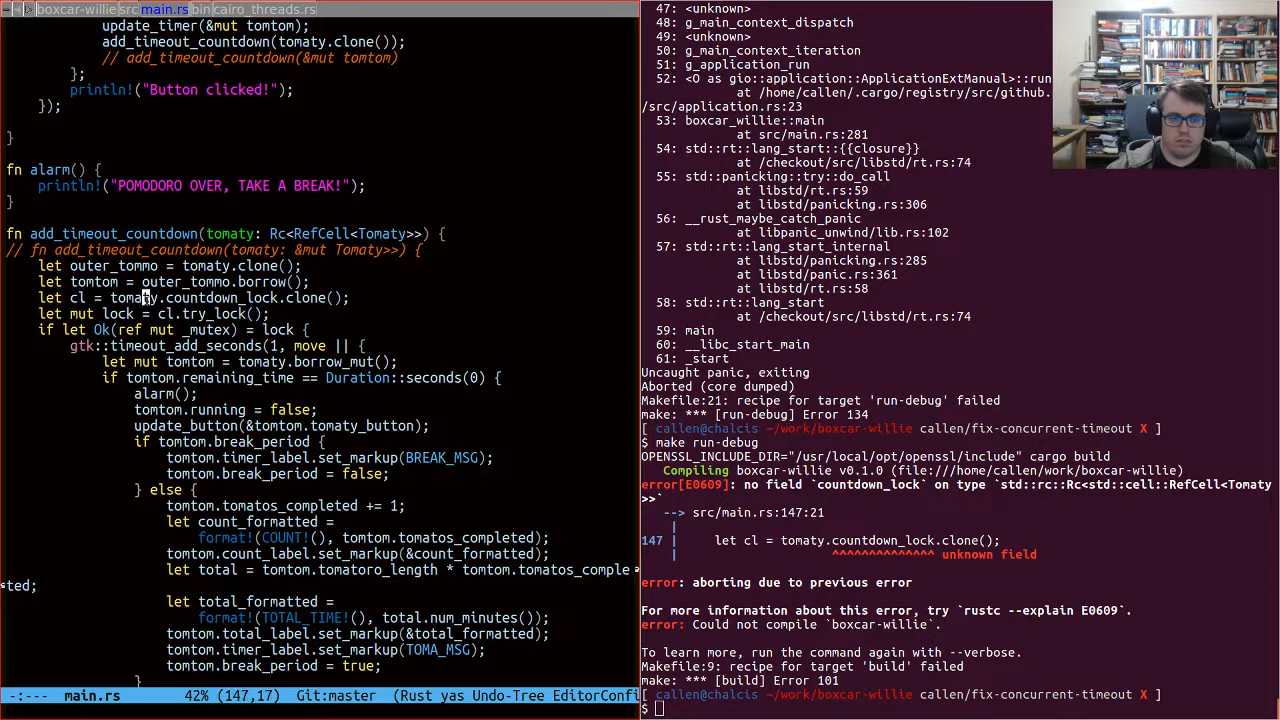 boxcar-willie src main.rs bin cairo_threads.rs
update_timer(&mut tomtom);
add_timeout_countdown(tomaty.clone());
// add_timeout_countdown(&mut tomtom)
};
println!("Button clicked!");
});
}
fn alarm() {
println!("POMODORO OVER, TAKE A BREAK!");
}
fn add_timeout_countdown(tomaty: Rc<RefCell<Tomaty>>) {
// fn add_timeout_countdown(tomaty: &mut Tomaty>>) {
let outer_tommo = tomaty.clone();
let tomtom = outer_tommo.borrow();
let cl = tomaty.countdown_lock.clone();
let mut lock = cl.try_lock();
if let Ok(ref mut _mutex) = lock {
gtk::timeout_add_seconds(1, move || {
let mut tomtom = tomaty.borrow_mut();
if tomtom.remaining_time == Duration::seconds(0) {
alarm();
tomtom.running = false;
update_button(&tomtom.tomaty_button);
if tomtom.break_period {
tomtom.timer_label.set_markup(BREAK_MSG);
tomtom.break_period = false;
} else {
tomtom.tomatos_completed += 1;
let count_formatted =
format!(COUNT!(), tomtom.tomatos_completed);
tomtom.count_label.set_markup(&count_formatted);
let total = tomtom.tomatoro_length * tomtom.tomatos_comple
ted;
let total_formatted =
format!(TOTAL_TIME!(), total.num_minutes());
tomtom.total_label.set_markup(&total_formatted);
tomtom.timer_label.set_markup(TOMA_MSG);
tomtom.break_period = true;
}
-:--- main.rs 42% (147,17) Git:master (Rust yas Undo-Tree EditorConfi
47: <unknown>
48: g_main_context_dispatch
49: <unknown>
50: g_main_context_iteration
51: g_application_run
52: <O as gio::application::ApplicationExtManual>::run
at /home/callen/.cargo/registry/src/github.
/src/application.rs:23
53: boxcar_willie::main
at src/main.rs:281
54: std::rt::lang_start::{{closure}}
at /checkout/src/libstd/rt.rs:74
55: std::panicking::try::do_call
at libstd/rt.rs:59
at libstd/panicking.rs:306
56: __rust_maybe_catch_panic
at libpanic_unwind/lib.rs:102
57: std::rt::lang_start_internal
at libstd/panicking.rs:285
at libstd/panic.rs:361
at libstd/rt.rs:58
58: std::rt::lang_start
at /checkout/src/libstd/rt.rs:74
59: main
60: __libc_start_main
61: _start
Uncaught panic, exiting
Aborted (core dumped)
Makefile:21: recipe for target 'run-debug' failed
make: *** [run-debug] Error 134
[ callen@chalcis ~/work/boxcar-willie callen/fix-concurrent-timeout X ]
$ make run-debug
OPENSSL_INCLUDE_DIR="/usr/local/opt/openssl/include" cargo build
Compiling boxcar-willie v0.1.0 (file:///home/callen/work/boxcar-willie)
error[E0609]: no field `countdown_lock` on type `std::rc::Rc<std::cell::RefCell<Tomaty
>>`
--> src/main.rs:147:21
|
147 | let cl = tomaty.countdown_lock.clone();
| ^^^^^^^^^^^^^^ unknown field
error: aborting due to previous error
For more information about this error, try `rustc --explain E0609`.
error: Could not compile `boxcar-willie`.
To learn more, run the command again with --verbose.
Makefile:9: recipe for target 'build' failed
make: *** [build] Error 101
[ callen@chalcis ~/work/boxcar-willie callen/fix-concurrent-timeout X ]
$